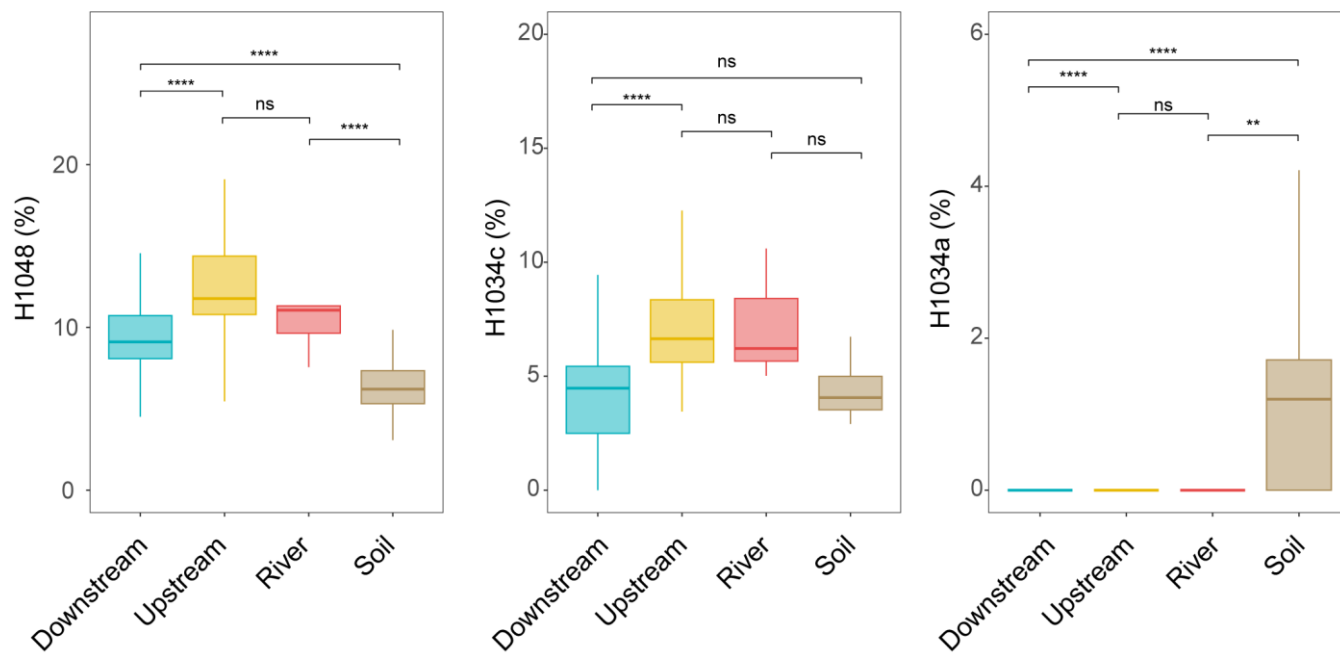 H1048 (%)
20
10
0
****
****
ns
****
Downstream
Upstream
River
Soil
H1034c (%)
20
15
10
5
0
ns
****
ns
ns
Downstream
Upstream
River
Soil
H1034a (%)
6
4
2
0
****
****
ns
**
Downstream
Upstream
River
Soil